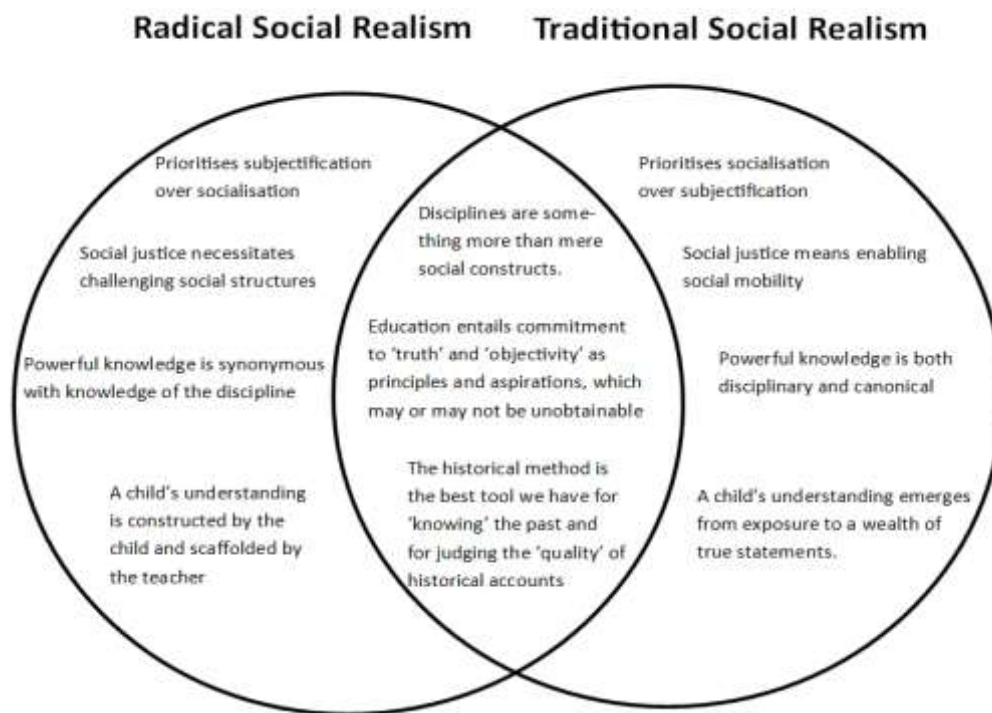 Radical Social Realism
Traditional Social Realism
Prioritises subjectification
over socialisation
Social justice necessitates
challenging social structures
Powerful knowledge is synonymous
with knowledge of the discipline
A child's understanding
is constructed by the
child and scaffolded by
the teacher
Disciplines are some-
thing more than mere
social constructs.
Education entails commitment
to 'truth' and 'objectivity' as
principles and aspirations, which
may or may not be unobtainable
The historical method is
the best tool we have for
'knowing' the past and
for judging the 'quality' of
historical accounts
Prioritises socialisation
over subjectification
Social justice means enabling
social mobility
Powerful knowledge is both
disciplinary and canonical
A child's understanding emerges
from exposure to a wealth of
true statements.